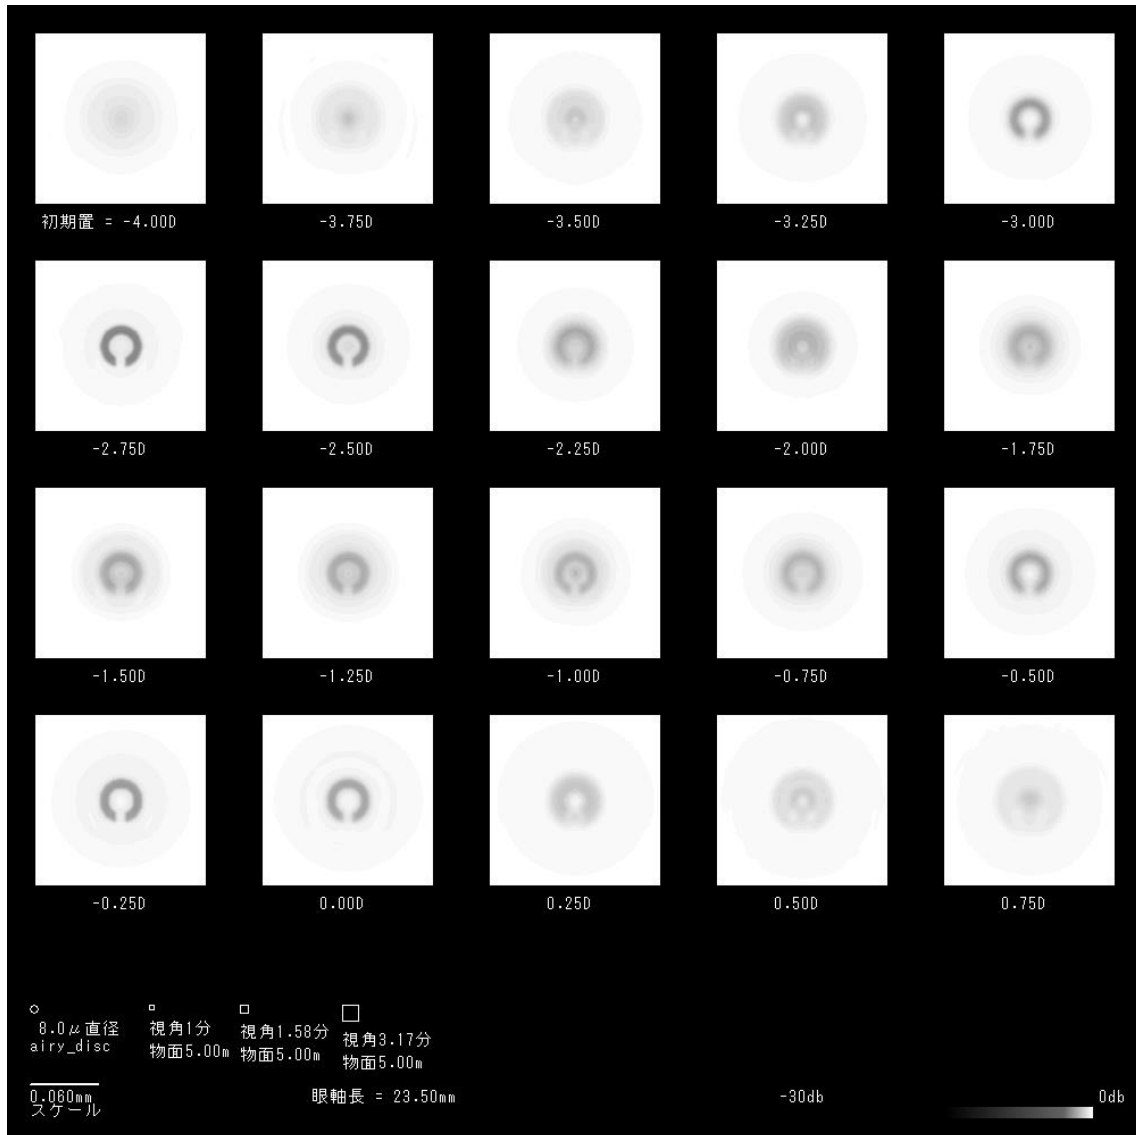 初期置 = -4.00D
-3.75D
-3.50D
-3.25D
-3.00D
-2.75D
-2.50D
-2.25D
-2.00D
-1.75D
-1.50D
-1.25D
-1.00D
-0.75D
-0.50D
-0.25D
0.00D
0.25D
0.50D
0.75D
8.0μ直径
airy_disc
視角1分
物面5.00m
視角1.58分
物面5.00m
視角3.17分
物面5.00m
0.060mm
スケール
眼軸長 = 23.50mm
-30db
0db